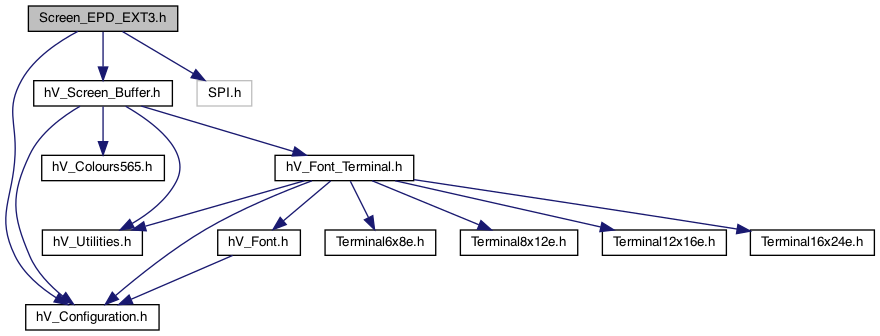 Screen_EPD_EXT3.h
hV_Screen_Buffer.h
SPI.h
hV_Colours565.h
hV_Font_Terminal.h
hV_Utilities.h
hV_Font.h
Terminal6x8e.h
Terminal8x12e.h
Terminal12x16e.h
Terminal16x24e.h
hV_Configuration.h